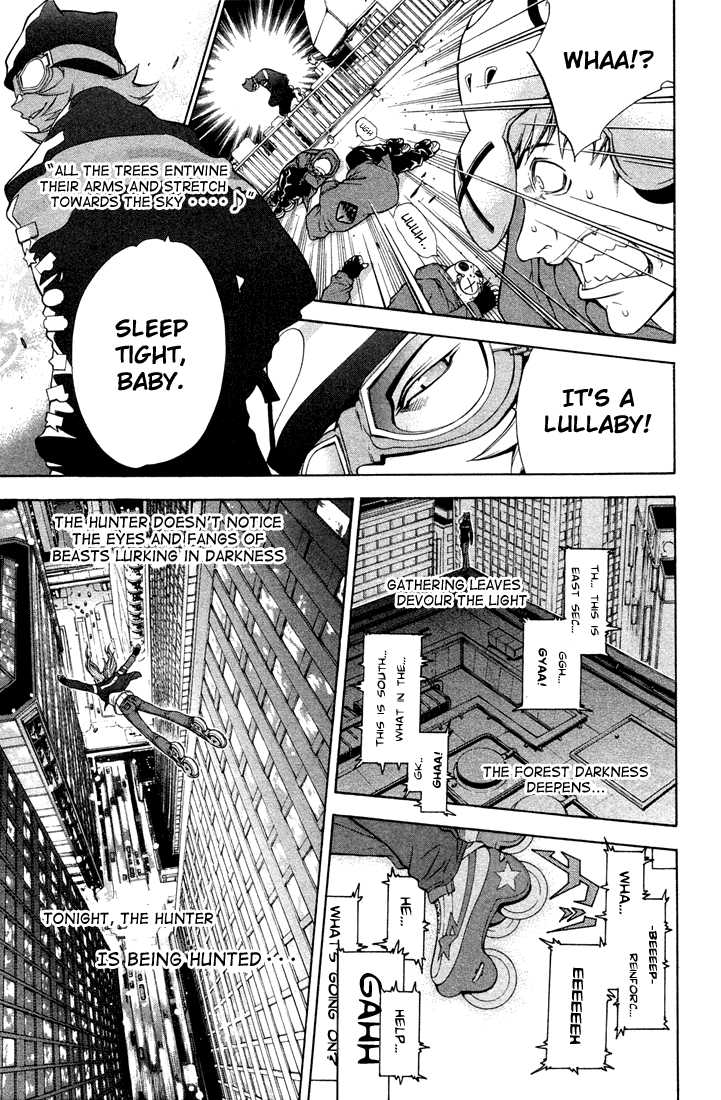 WHAA!?
UGH
UUUH..
"ALL THE TREES ENTWINE
THEIR ARMS AND STRETCH
TOWARDS THE SKY ・・・・♪"
SLEEP
TIGHT,
BABY.
IT'S A
LULLABY!
GATHERING LEAVES
DEVOUR THE LIGHT
TH.. THIS IS
EAST SEC...
GGH...
GYAA!
THIS IS SOUTH...
WHAT IN THE...
GK..
GHAA!
THE FOREST DARKNESS
DEEPENS...
THE HUNTER DOESN'T NOTICE
THE EYES AND FANGS OF
BEASTS LURKING IN DARKNESS
TONIGHT, THE HUNTER
IS BEING HUNTED・・・
-BEEEEP-
REINFORC...
WHA...
EEEEEEH
HE...
HELP...
GAHH
WHAT'S GOING ON?